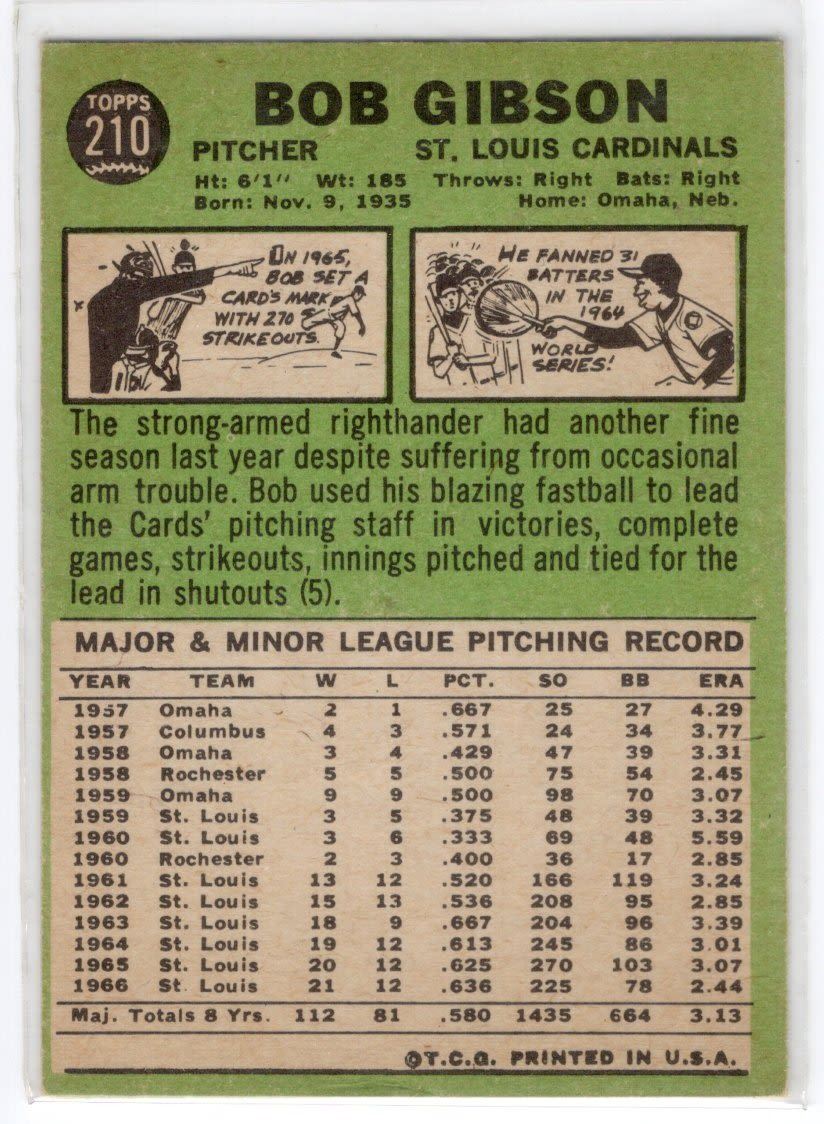 TOPPS
210
BOB GIBSON
PITCHER ST. LOUIS CARDINALS
Ht: 6'1" Wt: 185 Throws: Right Bats: Right
Born: Nov. 9, 1935 Home: Omaha, Neb.
IN 1965,
BOB SET A
CARD'S MARK
WITH 270
STRIKEOUTS.
HE FANNED 31
BATTERS
IN THE
1964
WORLD
SERIES!
The strong-armed righthander had another fine
season last year despite suffering from occasional
arm trouble. Bob used his blazing fastball to lead
the Cards' pitching staff in victories, complete
games, strikeouts, innings pitched and tied for the
lead in shutouts (5).
MAJOR & MINOR LEAGUE PITCHING RECORD
YEAR TEAM W L PCT. SO BB ERA
1957 Omaha 2 1 .667 25 27 4.29
1957 Columbus 4 3 .571 24 34 3.77
1958 Omaha 3 4 .429 47 39 3.31
1958 Rochester 5 5 .500 75 54 2.45
1959 Omaha 9 9 .500 98 70 3.07
1959 St. Louis 3 5 .375 48 39 3.32
1960 St. Louis 3 6 .333 69 48 5.59
1960 Rochester 2 3 .400 36 17 2.85
1961 St. Louis 13 12 .520 166 119 3.24
1962 St. Louis 15 13 .536 208 95 2.85
1963 St. Louis 18 9 .667 204 96 3.39
1964 St. Louis 19 12 .613 245 86 3.01
1965 St. Louis 20 12 .625 270 103 3.07
1966 St. Louis 21 12 .636 225 78 2.44
Maj. Totals 8 Yrs. 112 81 .580 1435 664 3.13
©T.C.G. PRINTED IN U.S.A.